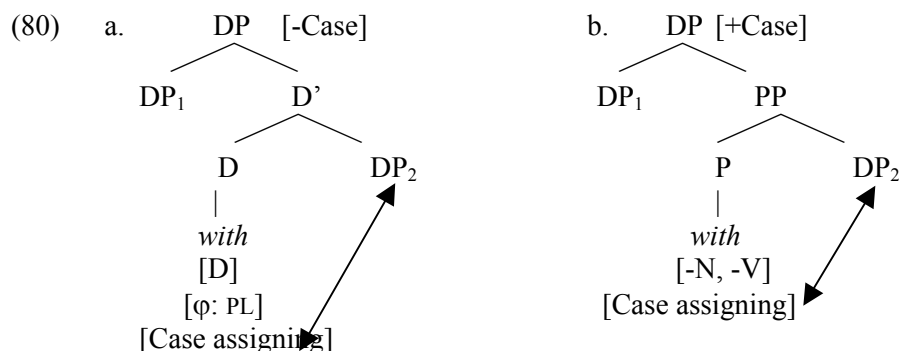 (80) a. DP [-Case] b. DP [+Case]
DP₁ D’ DP₁ PP
D DP₂ P DP₂
with with
[D] [-N, -V]
[φ: PL] [Case assigning]
[Case assigning]